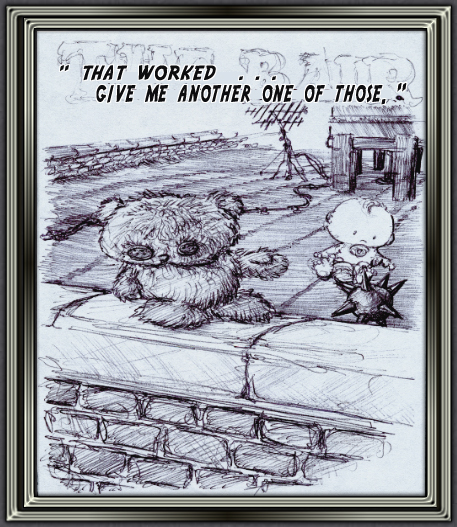 " THAT WORKED . . .
GIVE ME ANOTHER ONE OF THOSE, "